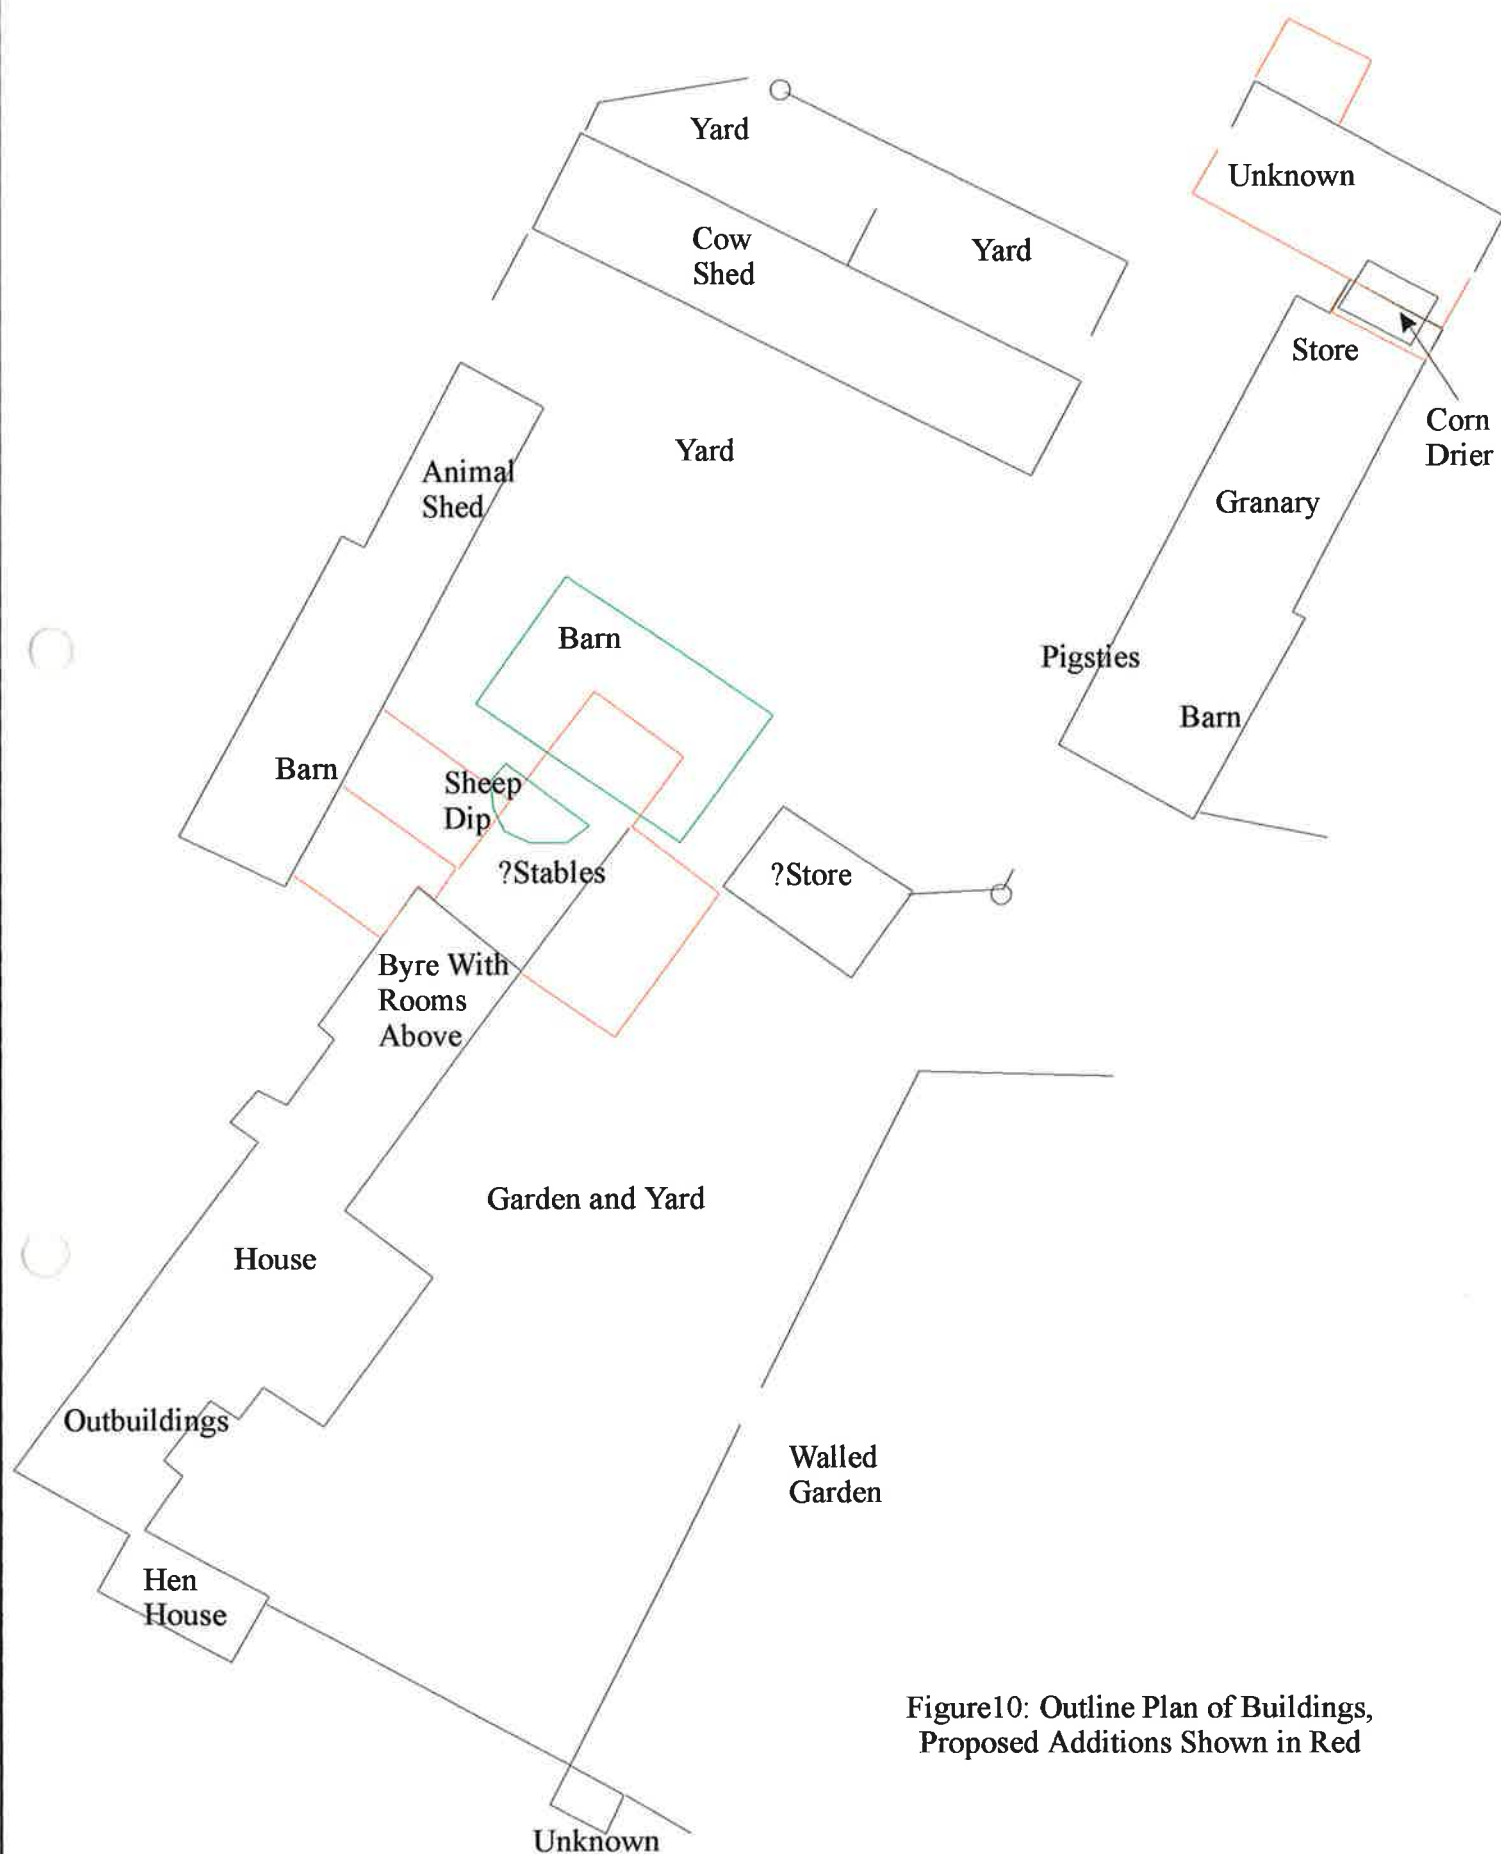 Yard
Unknown
Cow
Shed
Yard
Store
Corn
Drier
Yard
Animal
Shed
Granary
Barn
Pigsties
Barn
Barn
Sheep
Dip
?Stables
?Store
Byre With
Rooms
Above
Garden and Yard
House
Outbuildings
Walled
Garden
Hen
House
Figure10: Outline Plan of Buildings,
Proposed Additions Shown in Red
Unknown